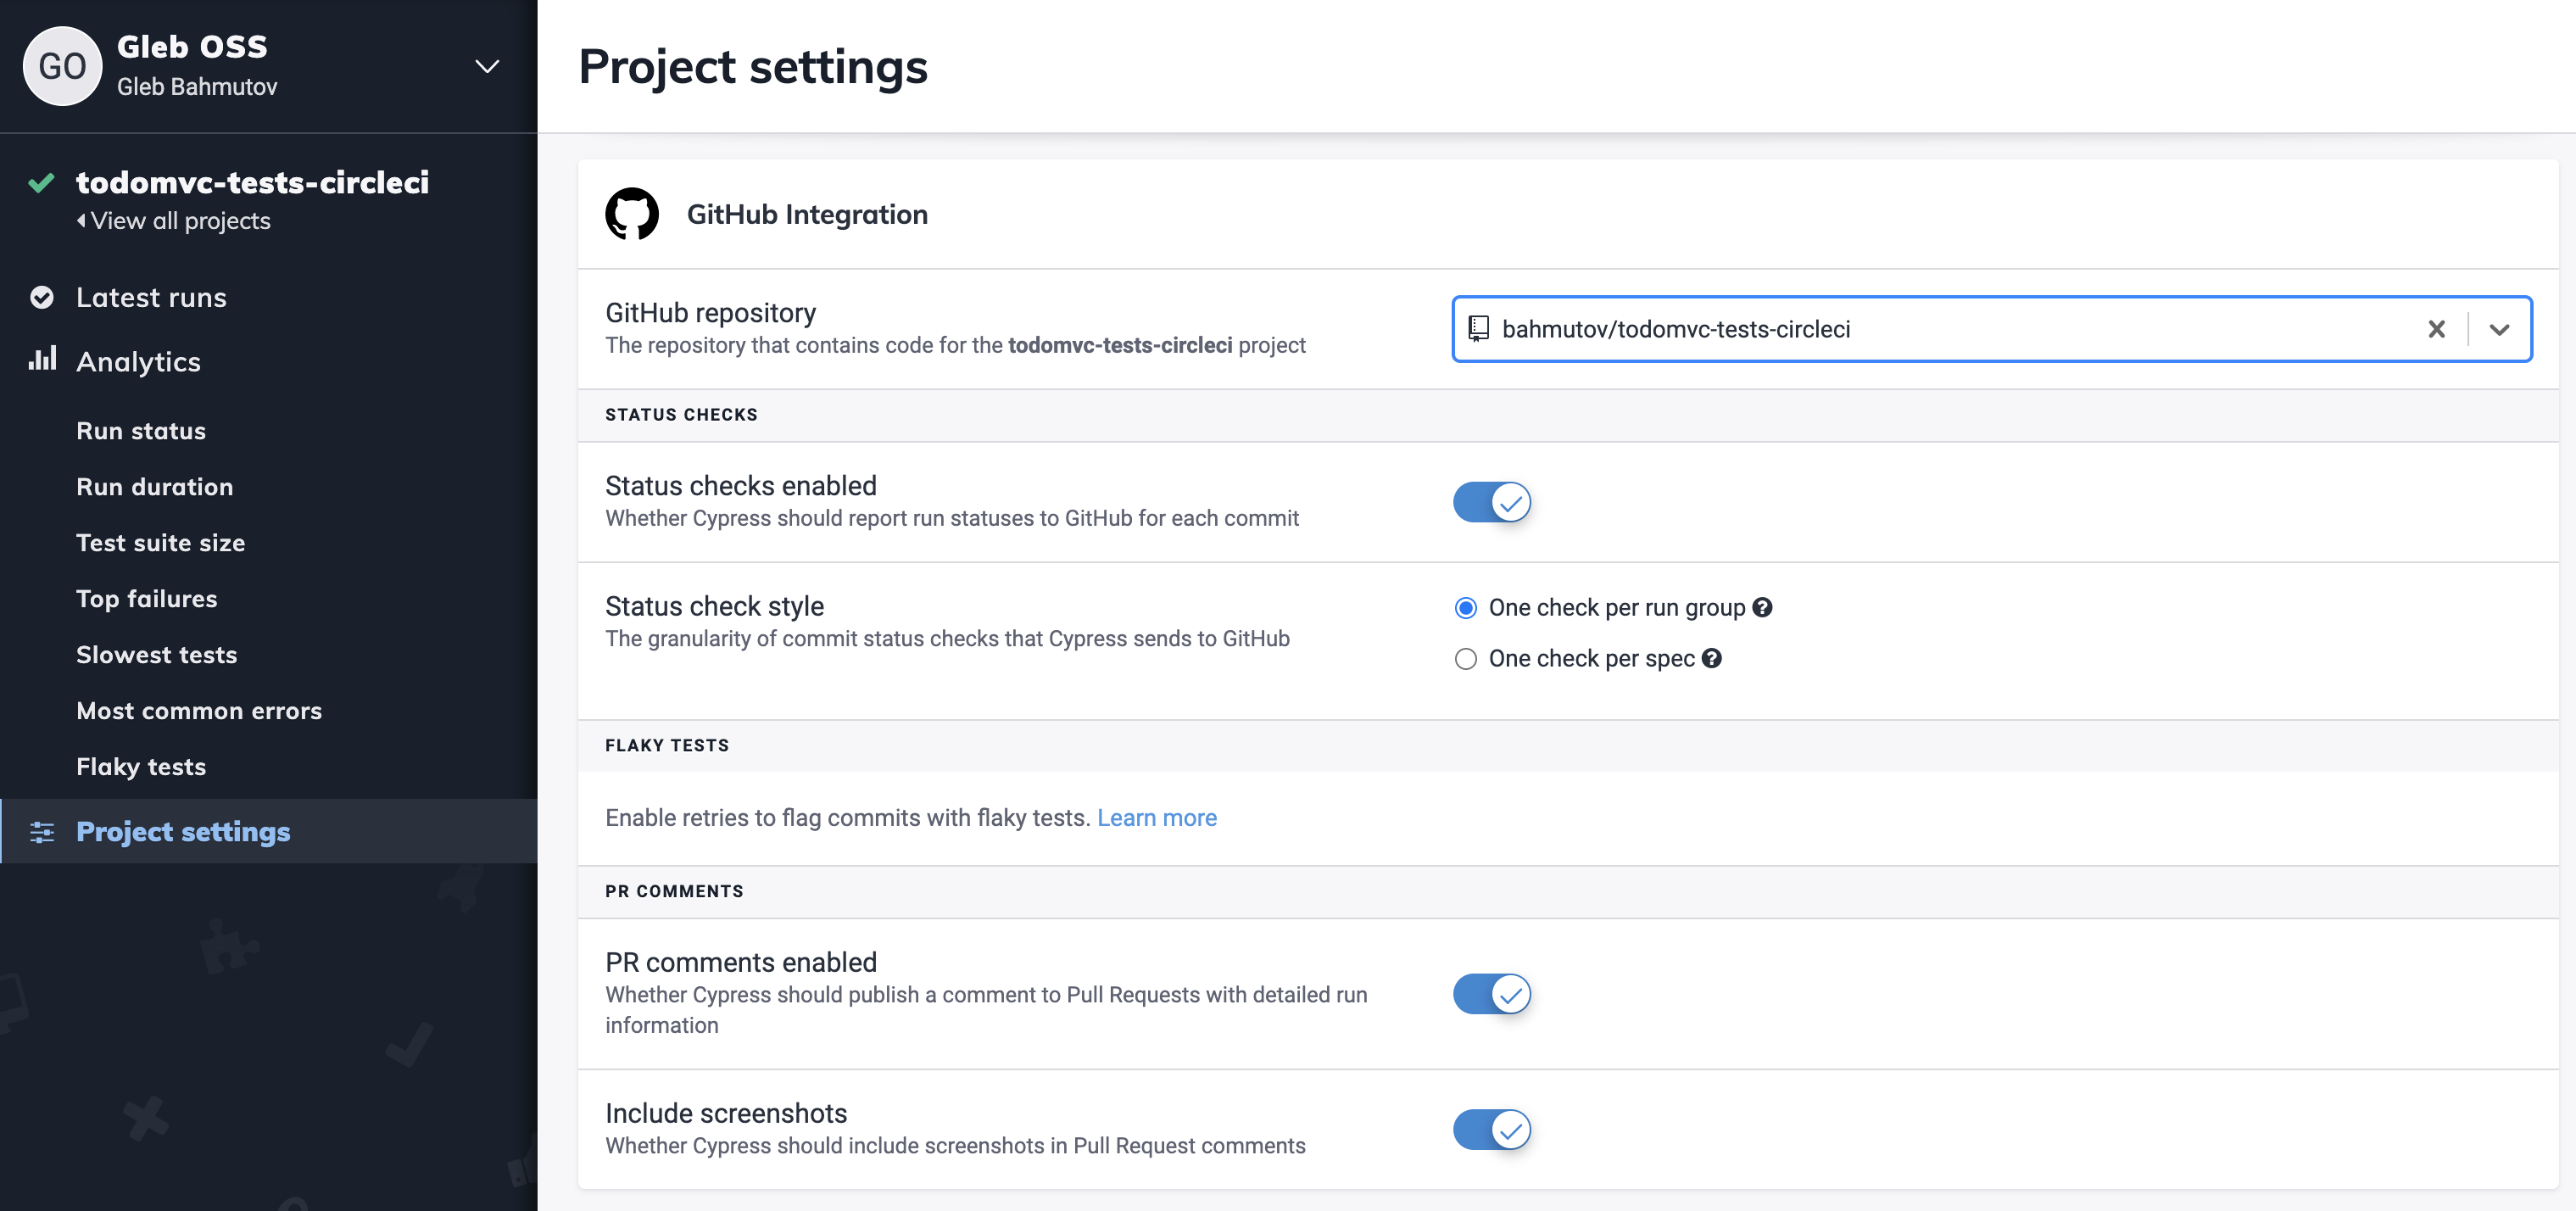 GO
Gleb OSS
Gleb Bahmutov
todomvc-tests-circleci
View all projects
Latest runs
Analytics
Run status
Run duration
Test suite size
Top failures
Slowest tests
Most common errors
Flaky tests
Project settings
Project settings
GitHub Integration
GitHub repository
The repository that contains code for the todomvc-tests-circleci project
bahmutov/todomvc-tests-circleci
STATUS CHECKS
Status checks enabled
Whether Cypress should report run statuses to GitHub for each commit
Status check style
The granularity of commit status checks that Cypress sends to GitHub
One check per run group
One check per spec
FLAKY TESTS
Enable retries to flag commits with flaky tests. Learn more
PR COMMENTS
PR comments enabled
Whether Cypress should publish a comment to Pull Requests with detailed run
information
Include screenshots
Whether Cypress should include screenshots in Pull Request comments